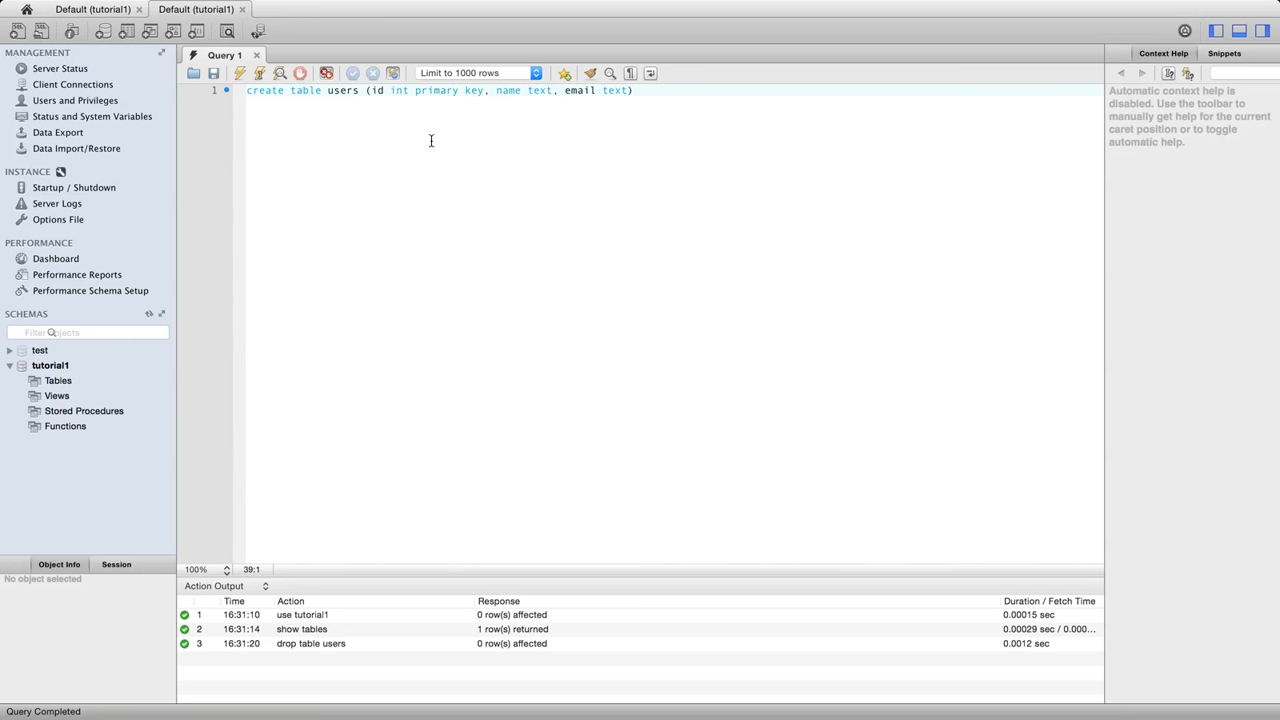 Default (tutorial1) Default (tutorial1)
MANAGEMENT
Server Status
Client Connections
Users and Privileges
Status and System Variables
Data Export
Data Import/Restore
INSTANCE
Startup / Shutdown
Server Logs
Options File
PERFORMANCE
Dashboard
Performance Reports
Performance Schema Setup
SCHEMAS
Filter objects
test
tutorial1
Tables
Views
Stored Procedures
Functions
Object Info Session
No object selected
Query 1
Limit to 1000 rows
1 create table users (id int primary key, name text, email text)
100% 39:1
Action Output
Time Action Response Duration / Fetch Time
1 16:31:10 use tutorial1 0 row(s) affected 0.00015 sec
2 16:31:14 show tables 1 row(s) returned 0.00029 sec / 0.000...
3 16:31:20 drop table users 0 row(s) affected 0.0012 sec
Context Help Snippets
Automatic context help is
disabled. Use the toolbar to
manually get help for the current
caret position or to toggle
automatic help.
Query Completed